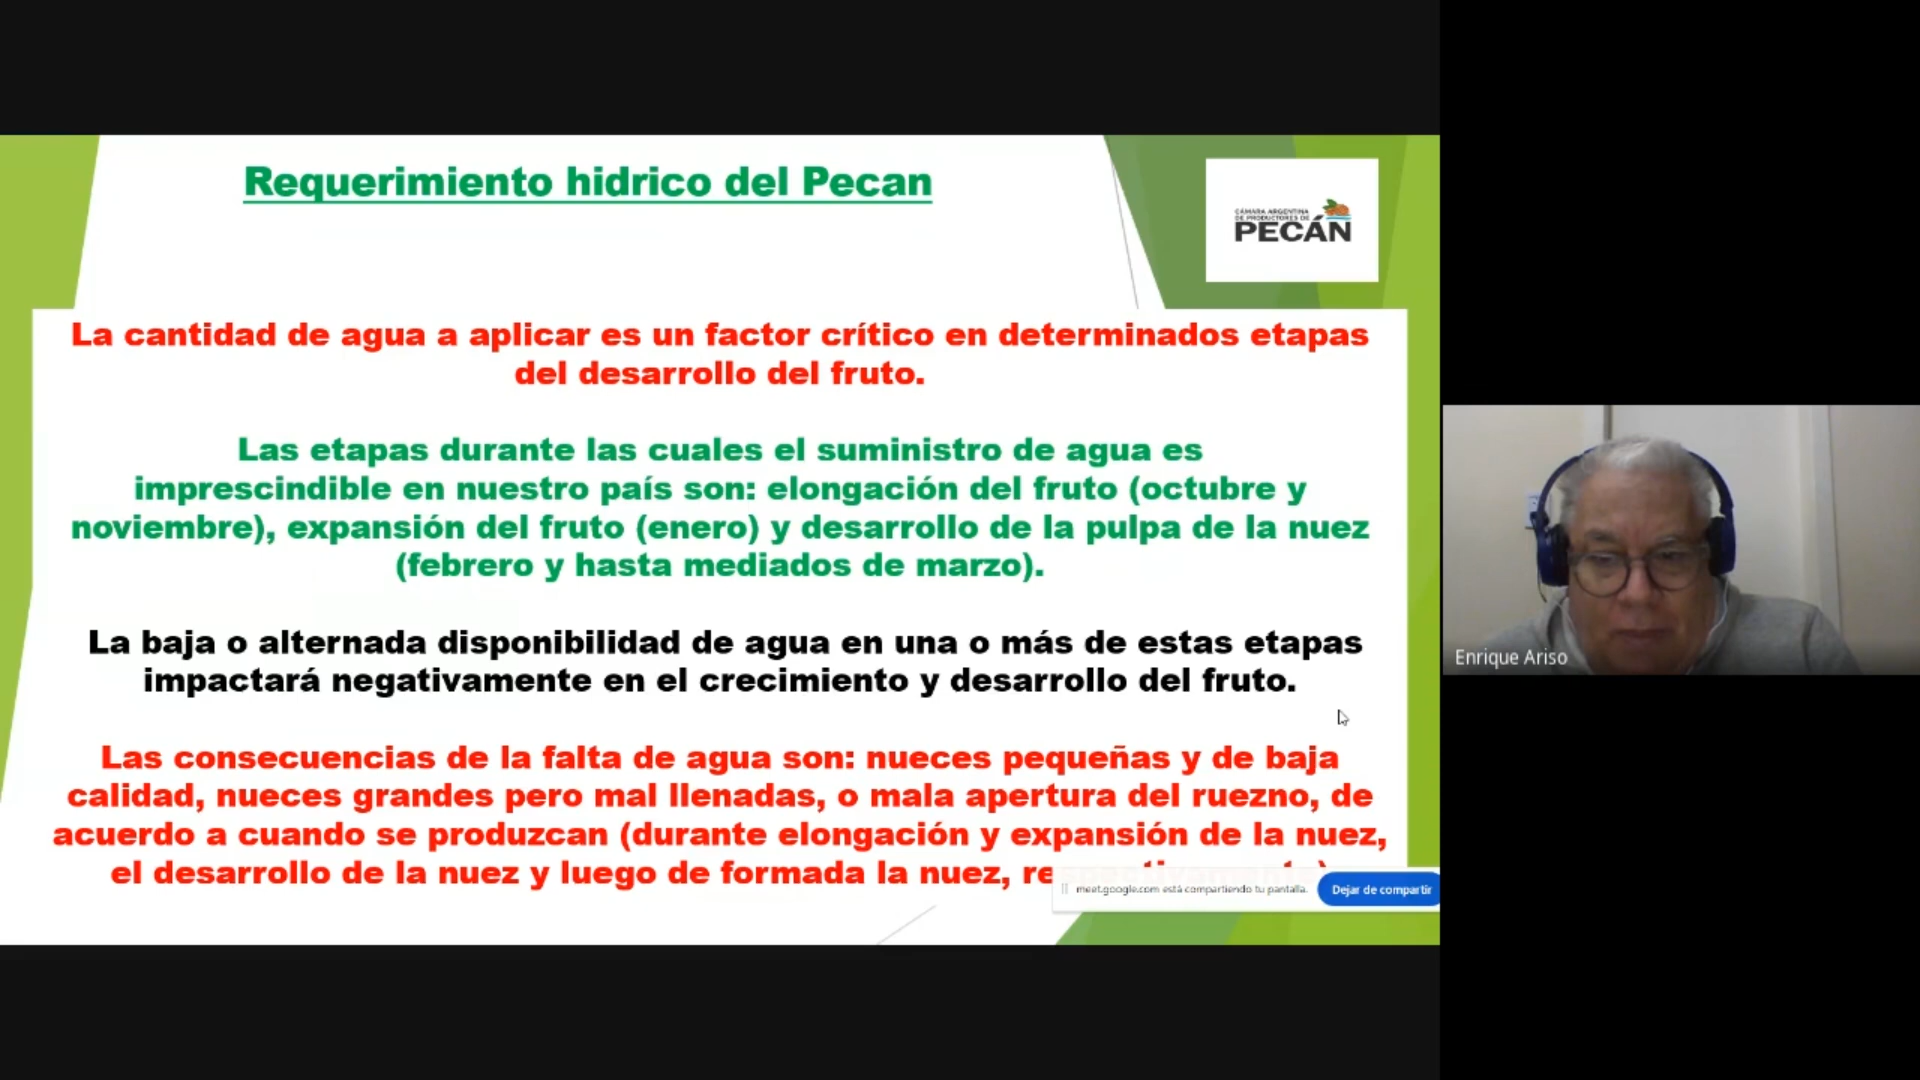 Requerimiento hidrico del Pecan
CÁMARA ARGENTINA
DE PRODUCTORES DE
PECÁN
La cantidad de agua a aplicar es un factor crítico en determinados etapas
del desarrollo del fruto.
Las etapas durante las cuales el suministro de agua es
imprescindible en nuestro país son: elongación del fruto (octubre y
noviembre), expansión del fruto (enero) y desarrollo de la pulpa de la nuez
(febrero y hasta mediados de marzo).
La baja o alternada disponibilidad de agua en una o más de estas etapas
impactará negativamente en el crecimiento y desarrollo del fruto.
Las consecuencias de la falta de agua son: nueces pequeñas y de baja
calidad, nueces grandes pero mal llenadas, o mala apertura del ruezno, de
acuerdo a cuando se produzcan (durante elongación y expansión de la nuez,
el desarrollo de la nuez y luego de formada la nuez, respectivamente)
meet.google.com está compartiendo tu pantalla.
Dejar de compartir
Enrique Ariso